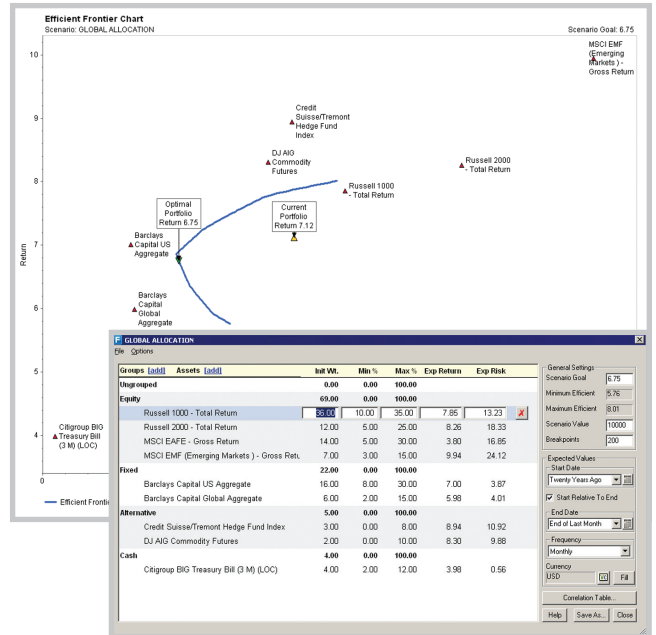 Efficient Frontier Chart
Scenario: GLOBAL ALLOCATION
Scenario Goal: 6.75
MSCI EMF
(Emerging
Markets ) -
Gross Return
10
Credit
Suisse/Tremont
Hedge Fund
Index
9
DJ AIG
Commodity
Futures
Russell 2000
- Total Return
8
Russell 1000
- Total Return
Optimal
Portfolio
Return 6.75
Current
Portfolio
Return 7.12
Barclays
Capital US
Aggregate
7
Return
Barclays
Capital
Global
Aggregate
6
5
Citigroup BIG
Treasury Bill
(3 M) (LOC)
4
0
Efficient Fronti
GLOBAL ALLOCATION
File Options
Groups [add] Assets [add] Init Wt. Min % Max % Exp Return Exp Risk
Ungrouped 0.00 0.00 100.00
Equity 69.00 0.00 100.00
Russell 1000 - Total Return 36.00 10.00 35.00 7.85 13.23
Russell 2000 - Total Return 12.00 5.00 25.00 8.26 18.33
MSCI EAFE - Gross Return 14.00 5.00 30.00 3.80 16.85
MSCI EMF (Emerging Markets ) - Gross Retu 7.00 3.00 15.00 9.94 24.12
Fixed 22.00 0.00 100.00
Barclays Capital US Aggregate 16.00 8.00 30.00 7.00 3.87
Barclays Capital Global Aggregate 6.00 2.00 15.00 5.98 4.01
Alternative 5.00 0.00 100.00
Credit Suisse/Tremont Hedge Fund Index 3.00 0.00 8.00 8.94 10.92
DJ AIG Commodity Futures 2.00 0.00 10.00 8.30 9.88
Cash 4.00 0.00 100.00
Citigroup BIG Treasury Bill (3 M) (LOC) 4.00 2.00 12.00 3.98 0.56
General Settings
Scenario Goal 6.75
Minimum Efficient 5.76
Maximum Efficient 8.01
Scenario Value 10000
Breakpoints 200
Expected Values
Start Date
Twenty Years Ago
Start Relative To End
End Date
End of Last Month
Frequency
Monthly
Currency
USD Fill
Correlation Table...
Help Save As... Close